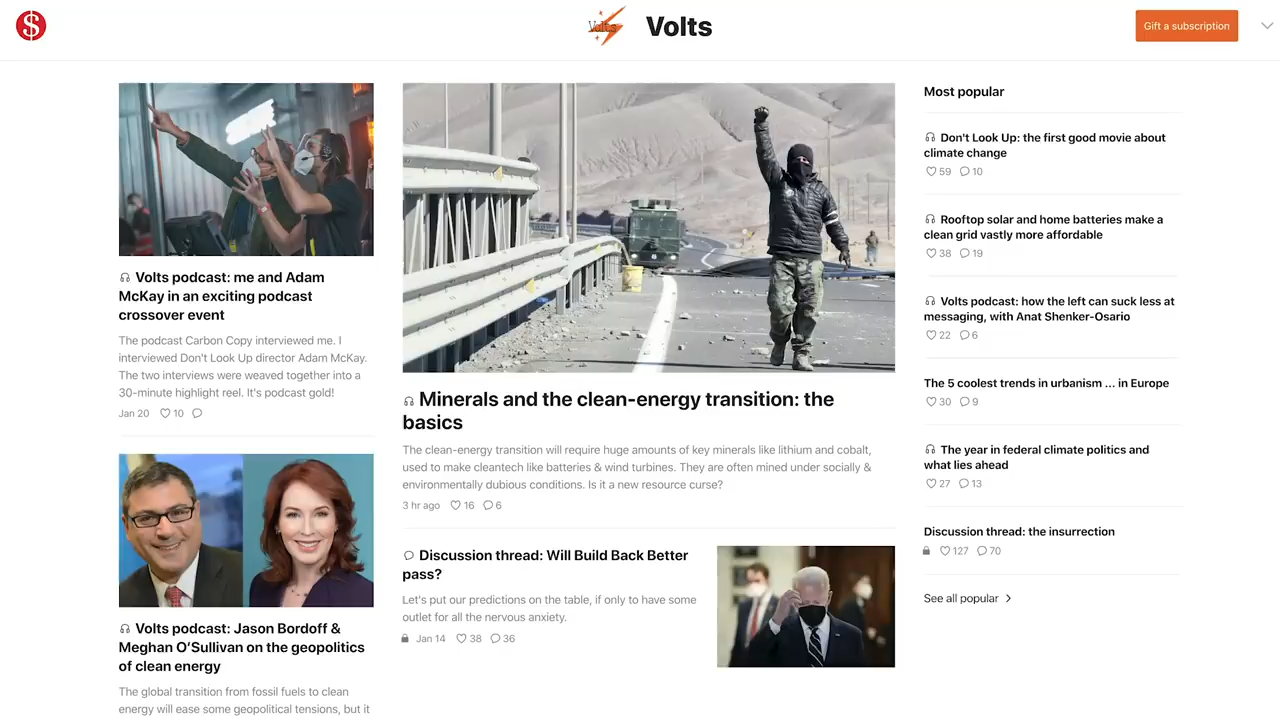 $
Volts
Volts
Gift a subscription
Volts podcast: me and Adam
McKay in an exciting podcast
crossover event
The podcast Carbon Copy interviewed me. I
interviewed Don't Look Up director Adam McKay.
The two interviews were weaved together into a
30-minute highlight reel. It's podcast gold!
Jan 20 10
Volts podcast: Jason Bordoff &
Meghan O'Sullivan on the geopolitics
of clean energy
The global transition from fossil fuels to clean
energy will ease some geopolitical tensions, but it
Minerals and the clean-energy transition: the
basics
The clean-energy transition will require huge amounts of key minerals like lithium and cobalt,
used to make cleantech like batteries & wind turbines. They are often mined under socially &
environmentally dubious conditions. Is it a new resource curse?
3 hr ago 16 6
Discussion thread: Will Build Back Better
pass?
Let's put our predictions on the table, if only to have some
outlet for all the nervous anxiety.
Jan 14 38 36
Most popular
Don't Look Up: the first good movie about
climate change
59 10
Rooftop solar and home batteries make a
clean grid vastly more affordable
38 19
Volts podcast: how the left can suck less at
messaging, with Anat Shenker-Osario
22 6
The 5 coolest trends in urbanism ... in Europe
30 9
The year in federal climate politics and
what lies ahead
27 13
Discussion thread: the insurrection
127 70
See all popular